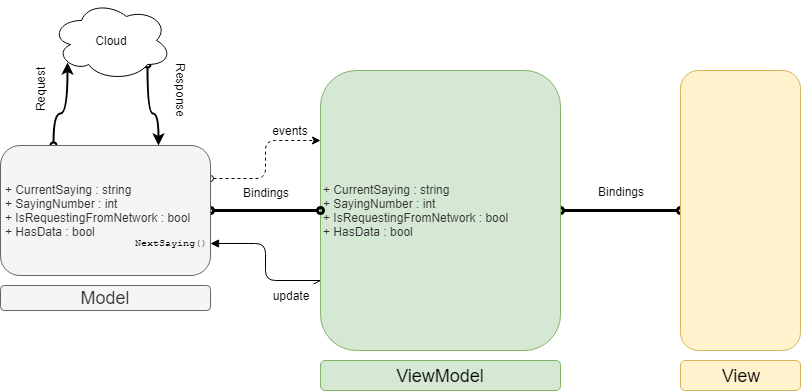 Cloud
Request
Response
events
+ CurrentSaying : string
+ SayingNumber : int
+ IsRequestingFromNetwork : bool
+ HasData : bool
NextSaying()
Bindings
+ CurrentSaying : string
+ SayingNumber : int
+ IsRequestingFromNetwork : bool
+ HasData : bool
Bindings
update
Model
ViewModel
View